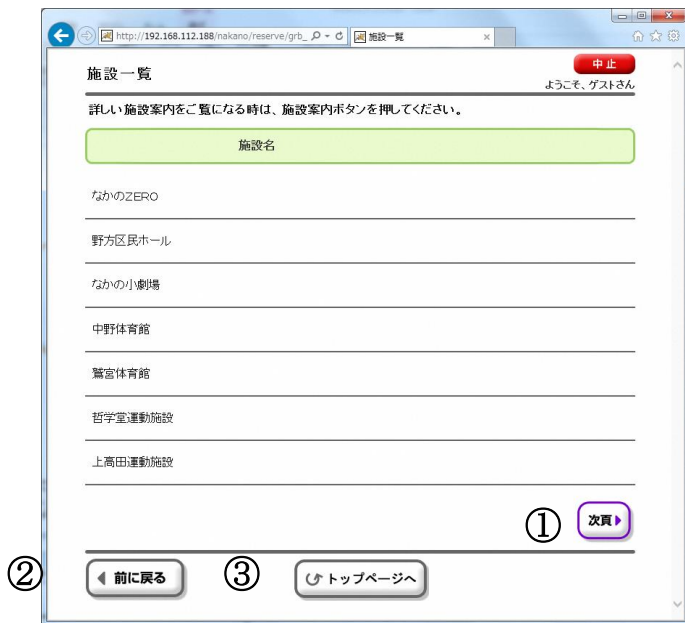 http://192.168.112.188/nakano/reserve/grb_
施設一覧
施設一覧
中止
ようこそ、ゲストさん
詳しい施設案内をご覧になる時は、施設案内ボタンを押してください。
施設名
なかのZERO
野方区民ホール
なかの小劇場
中野体育館
鷺宮体育館
哲学堂運動施設
上高田運動施設
① 次頁
② 前に戻る ③ トップページへ